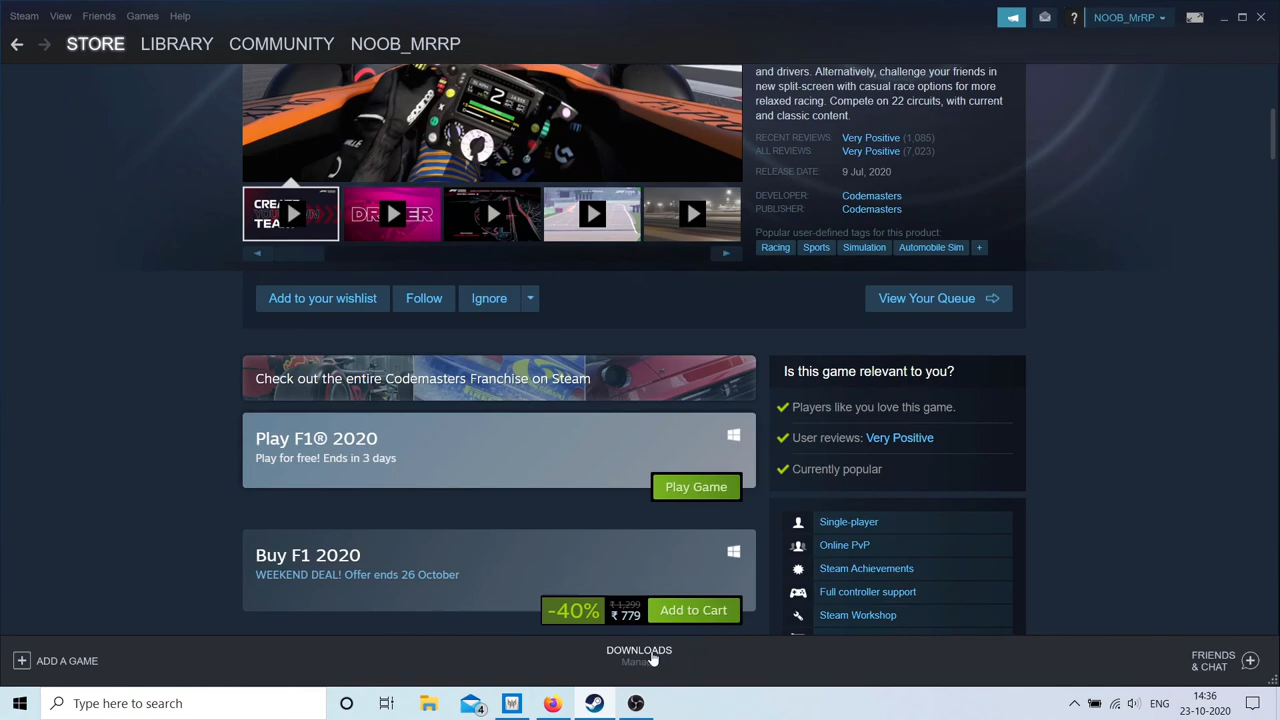 Steam View Friends Games Help
NOOB_MrRP
STORE LIBRARY COMMUNITY NOOB_MRRP
and drivers. Alternatively, challenge your friends in
new split-screen with casual race options for more
relaxed racing. Compete on 22 circuits, with current
and classic content.
RECENT REVIEWS: Very Positive (1,085)
ALL REVIEWS: Very Positive (7,023)
RELEASE DATE: 9 Jul, 2020
DEVELOPER: Codemasters
PUBLISHER: Codemasters
Popular user-defined tags for this product:
Racing Sports Simulation Automobile Sim +
2
DRIVER
Add to your wishlist Follow Ignore View Your Queue
Check out the entire Codemasters Franchise on Steam
Play F1® 2020
Play for free! Ends in 3 days
Play Game
Buy F1 2020
WEEKEND DEAL! Offer ends 26 October
-40% ₹ 1,299 ₹ 779 Add to Cart
Is this game relevant to you?
Players like you love this game.
User reviews: Very Positive
Currently popular
Single-player
Online PvP
Steam Achievements
Full controller support
Steam Workshop
ADD A GAME
DOWNLOADS
FRIENDS
& CHAT
Type here to search
4
ENG
14:36
23-10-2020